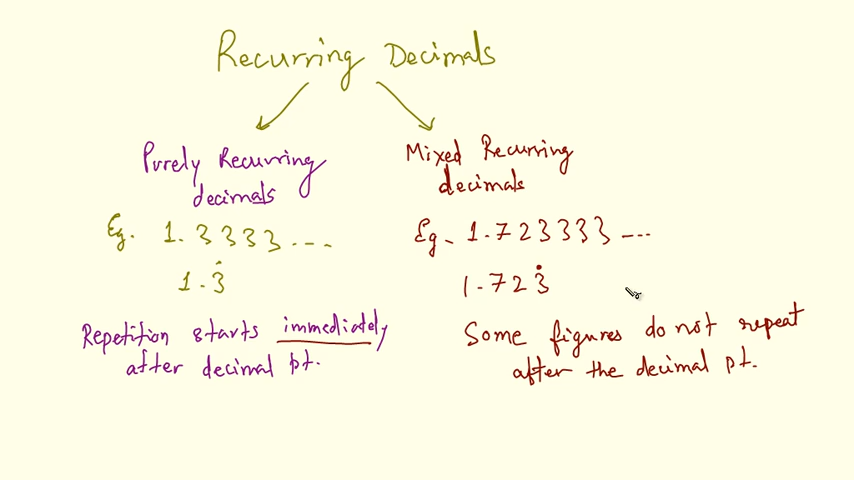 Recurring Decimals
Purely Recurring
decimals
Eg. 1.3333....
1.3̇
Repetition starts immediately
after decimal pt.
Mixed Recurring
decimals
Eg. 1.723333....
1.723̇
Some figures do not repeat
after the decimal pt.